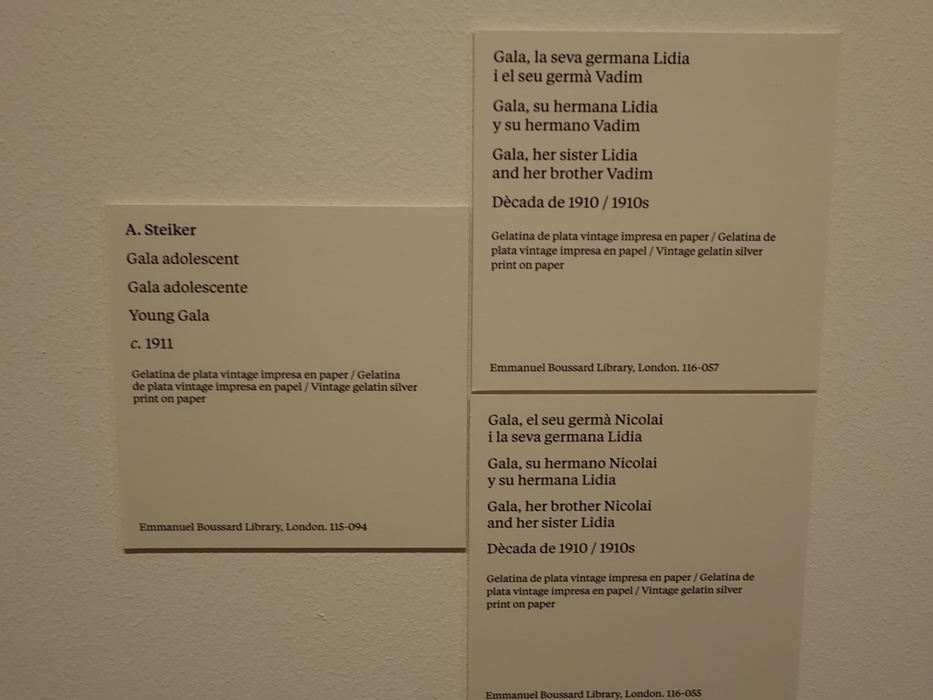 A. Steiker
Gala adolescent
Gala adolescente
Young Gala
c. 1911
Gelatina de plata vintage impresa en paper / Gelatina
de plata vintage impresa en papel / Vintage gelatin silver
print on paper
Emmanuel Boussard Library, London. 115-094
Gala, la seva germana Lidia
i el seu germà Vadim
Gala, su hermana Lidia
y su hermano Vadim
Gala, her sister Lidia
and her brother Vadim
Dècada de 1910 / 1910s
Gelatina de plata vintage impresa en paper / Gelatina de
plata vintage impresa en papel / Vintage gelatin silver
print on paper
Emmanuel Boussard Library, London. 116-057
Gala, el seu germà Nicolai
i la seva germana Lidia
Gala, su hermano Nicolai
y su hermana Lidia
Gala, her brother Nicolai
and her sister Lidia
Dècada de 1910 / 1910s
Gelatina de plata vintage impresa en paper / Gelatina de
plata vintage impresa en papel / Vintage gelatin silver
print on paper
Emmanuel Boussard Library, London. 116-055